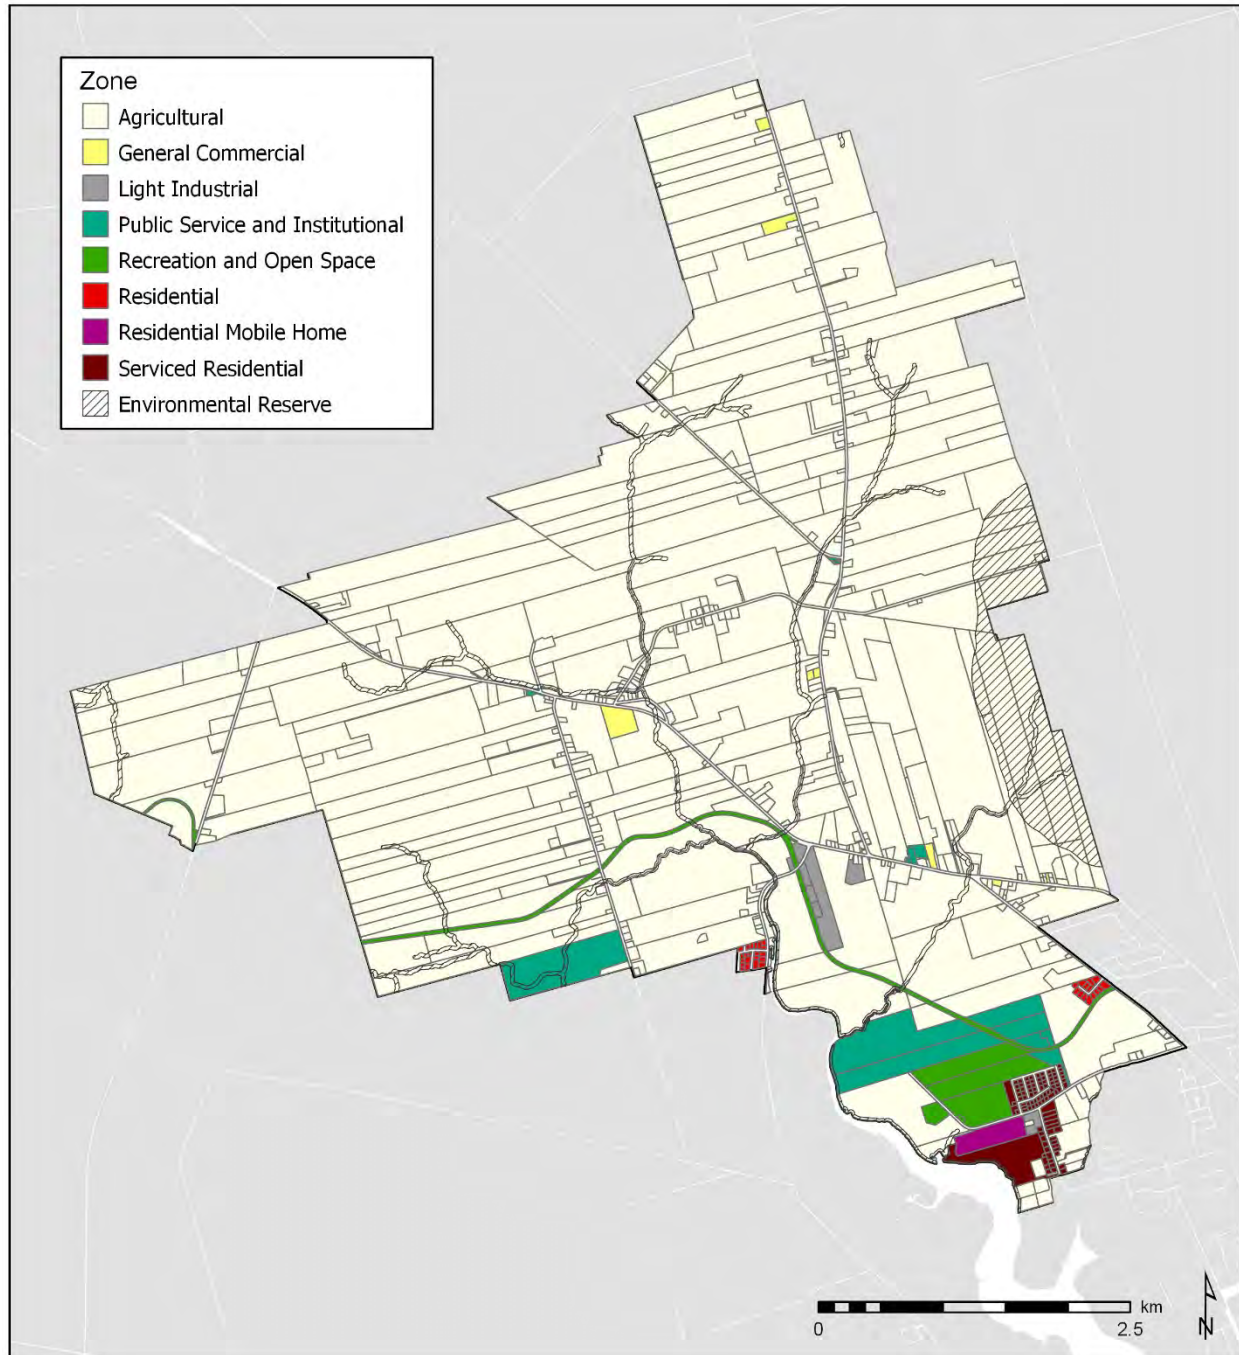 Zone
Agricultural
General Commercial
Light Industrial
Public Service and Institutional
Recreation and Open Space
Residential
Residential Mobile Home
Serviced Residential
Environmental Reserve
km
0 2.5
N